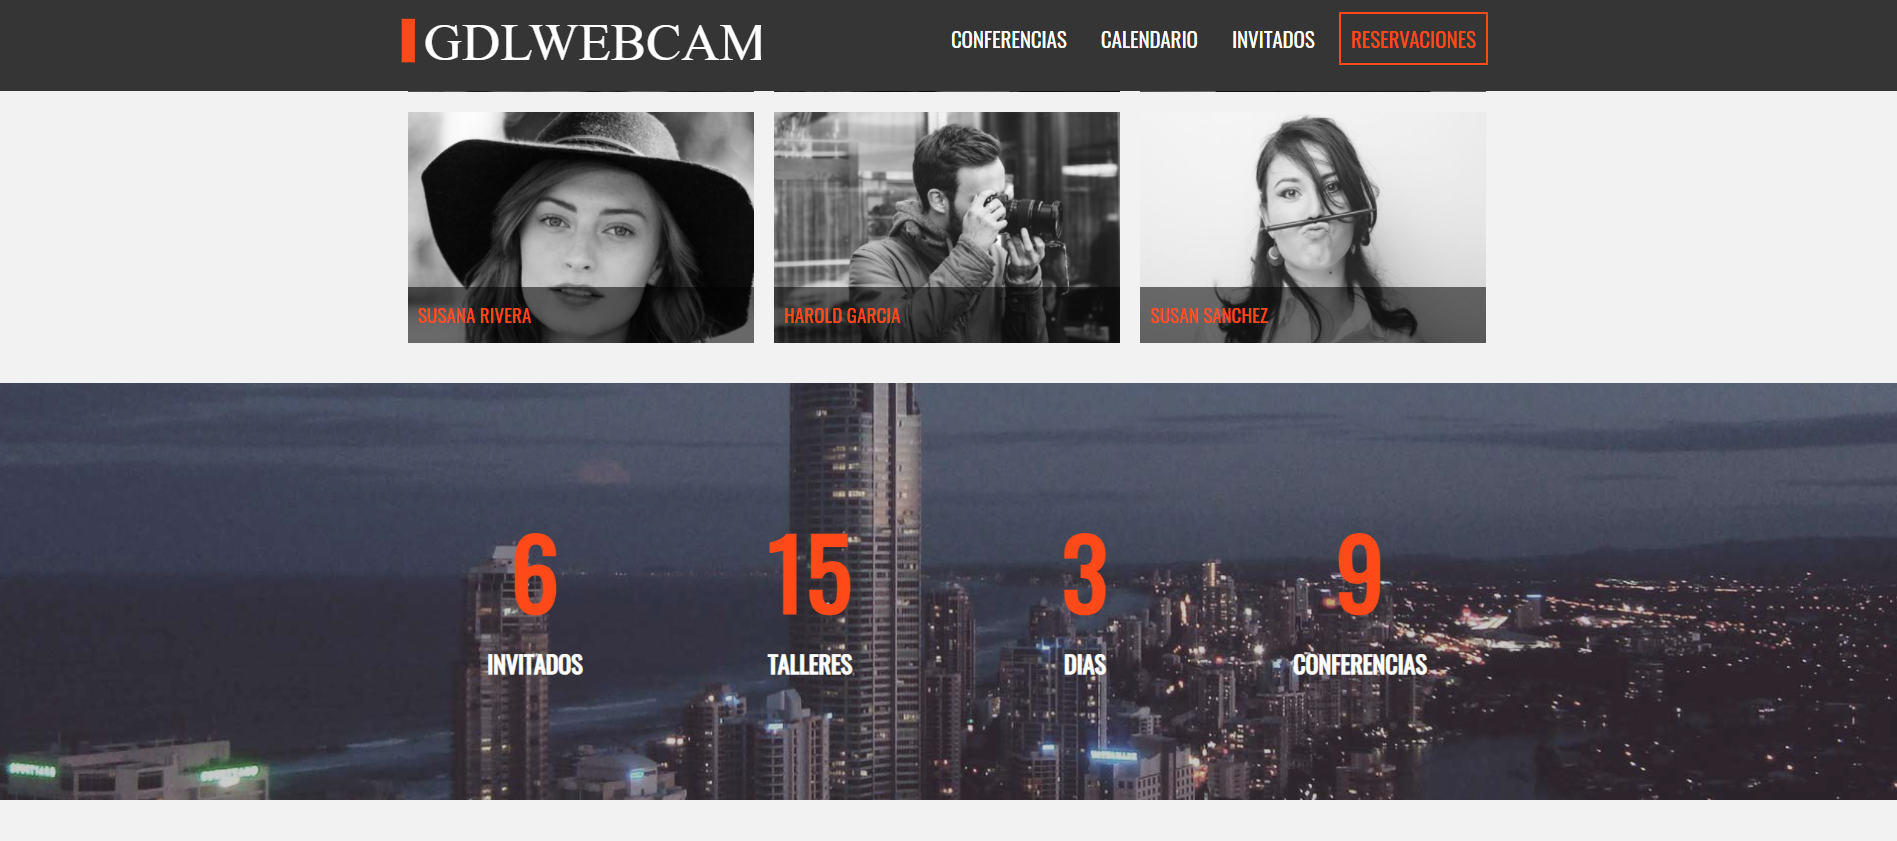 GDLWEBCAM
CONFERENCIAS CALENDARIO INVITADOS RESERVACIONES
SUSANA RIVERA
HAROLD GARCIA
SUSAN SANCHEZ
6 15 3 9
INVITADOS TALLERES DIAS CONFERENCIAS